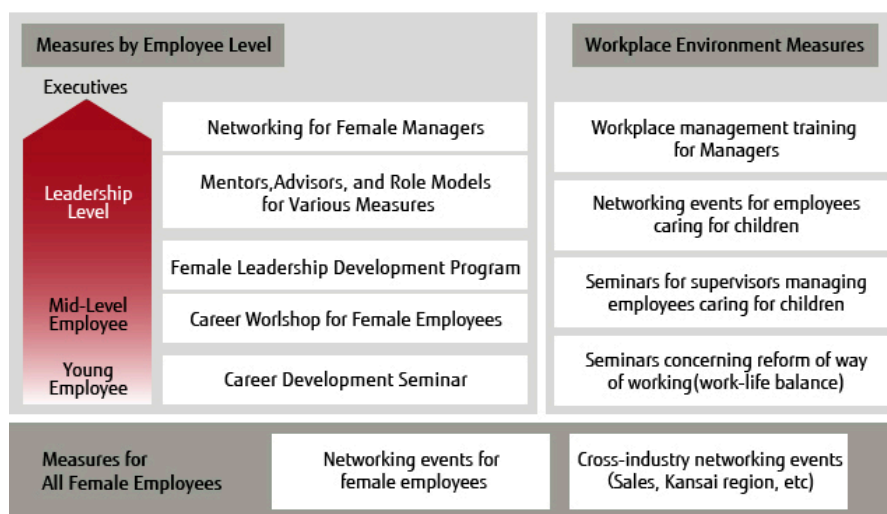 Measures by Employee Level
Executives
Leadership
Level
Mid-Level
Employee
Young
Employee
Networking for Female Managers
Mentors,Advisors, and Role Models
for Various Measures
Female Leadership Development Program
Career Worlshop for Female Employees
Career Development Seminar
Workplace Environment Measures
Workplace management training
for Managers
Networking events for employees
caring for children
Seminars for supervisors managing
employees caring for children
Seminars concerning reform of way
of working(work-life balance)
Measures for
All Female Employees
Networking events for
female employees
Cross-industry networking events
(Sales, Kansai region, etc)